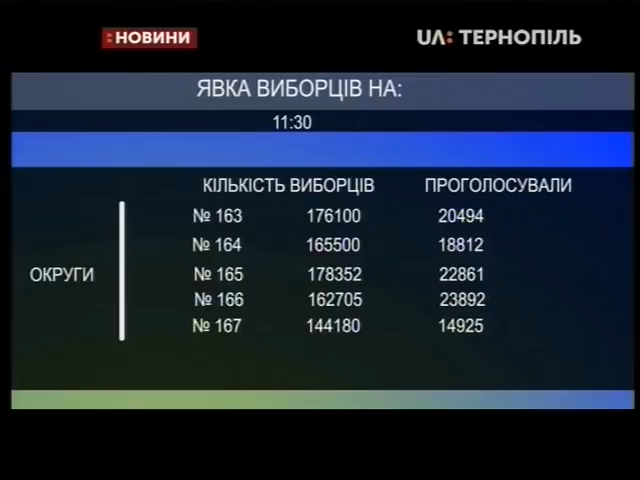 :НОВИНИ
UA: ТЕРНОПІЛЬ
ЯВКА ВИБОРЦІВ НА:
11:30
КІЛЬКІСТЬ ВИБОРЦІВ ПРОГОЛОСУВАЛИ
№ 163 176100 20494
№ 164 165500 18812
ОКРУГИ № 165 178352 22861
№ 166 162705 23892
№ 167 144180 14925